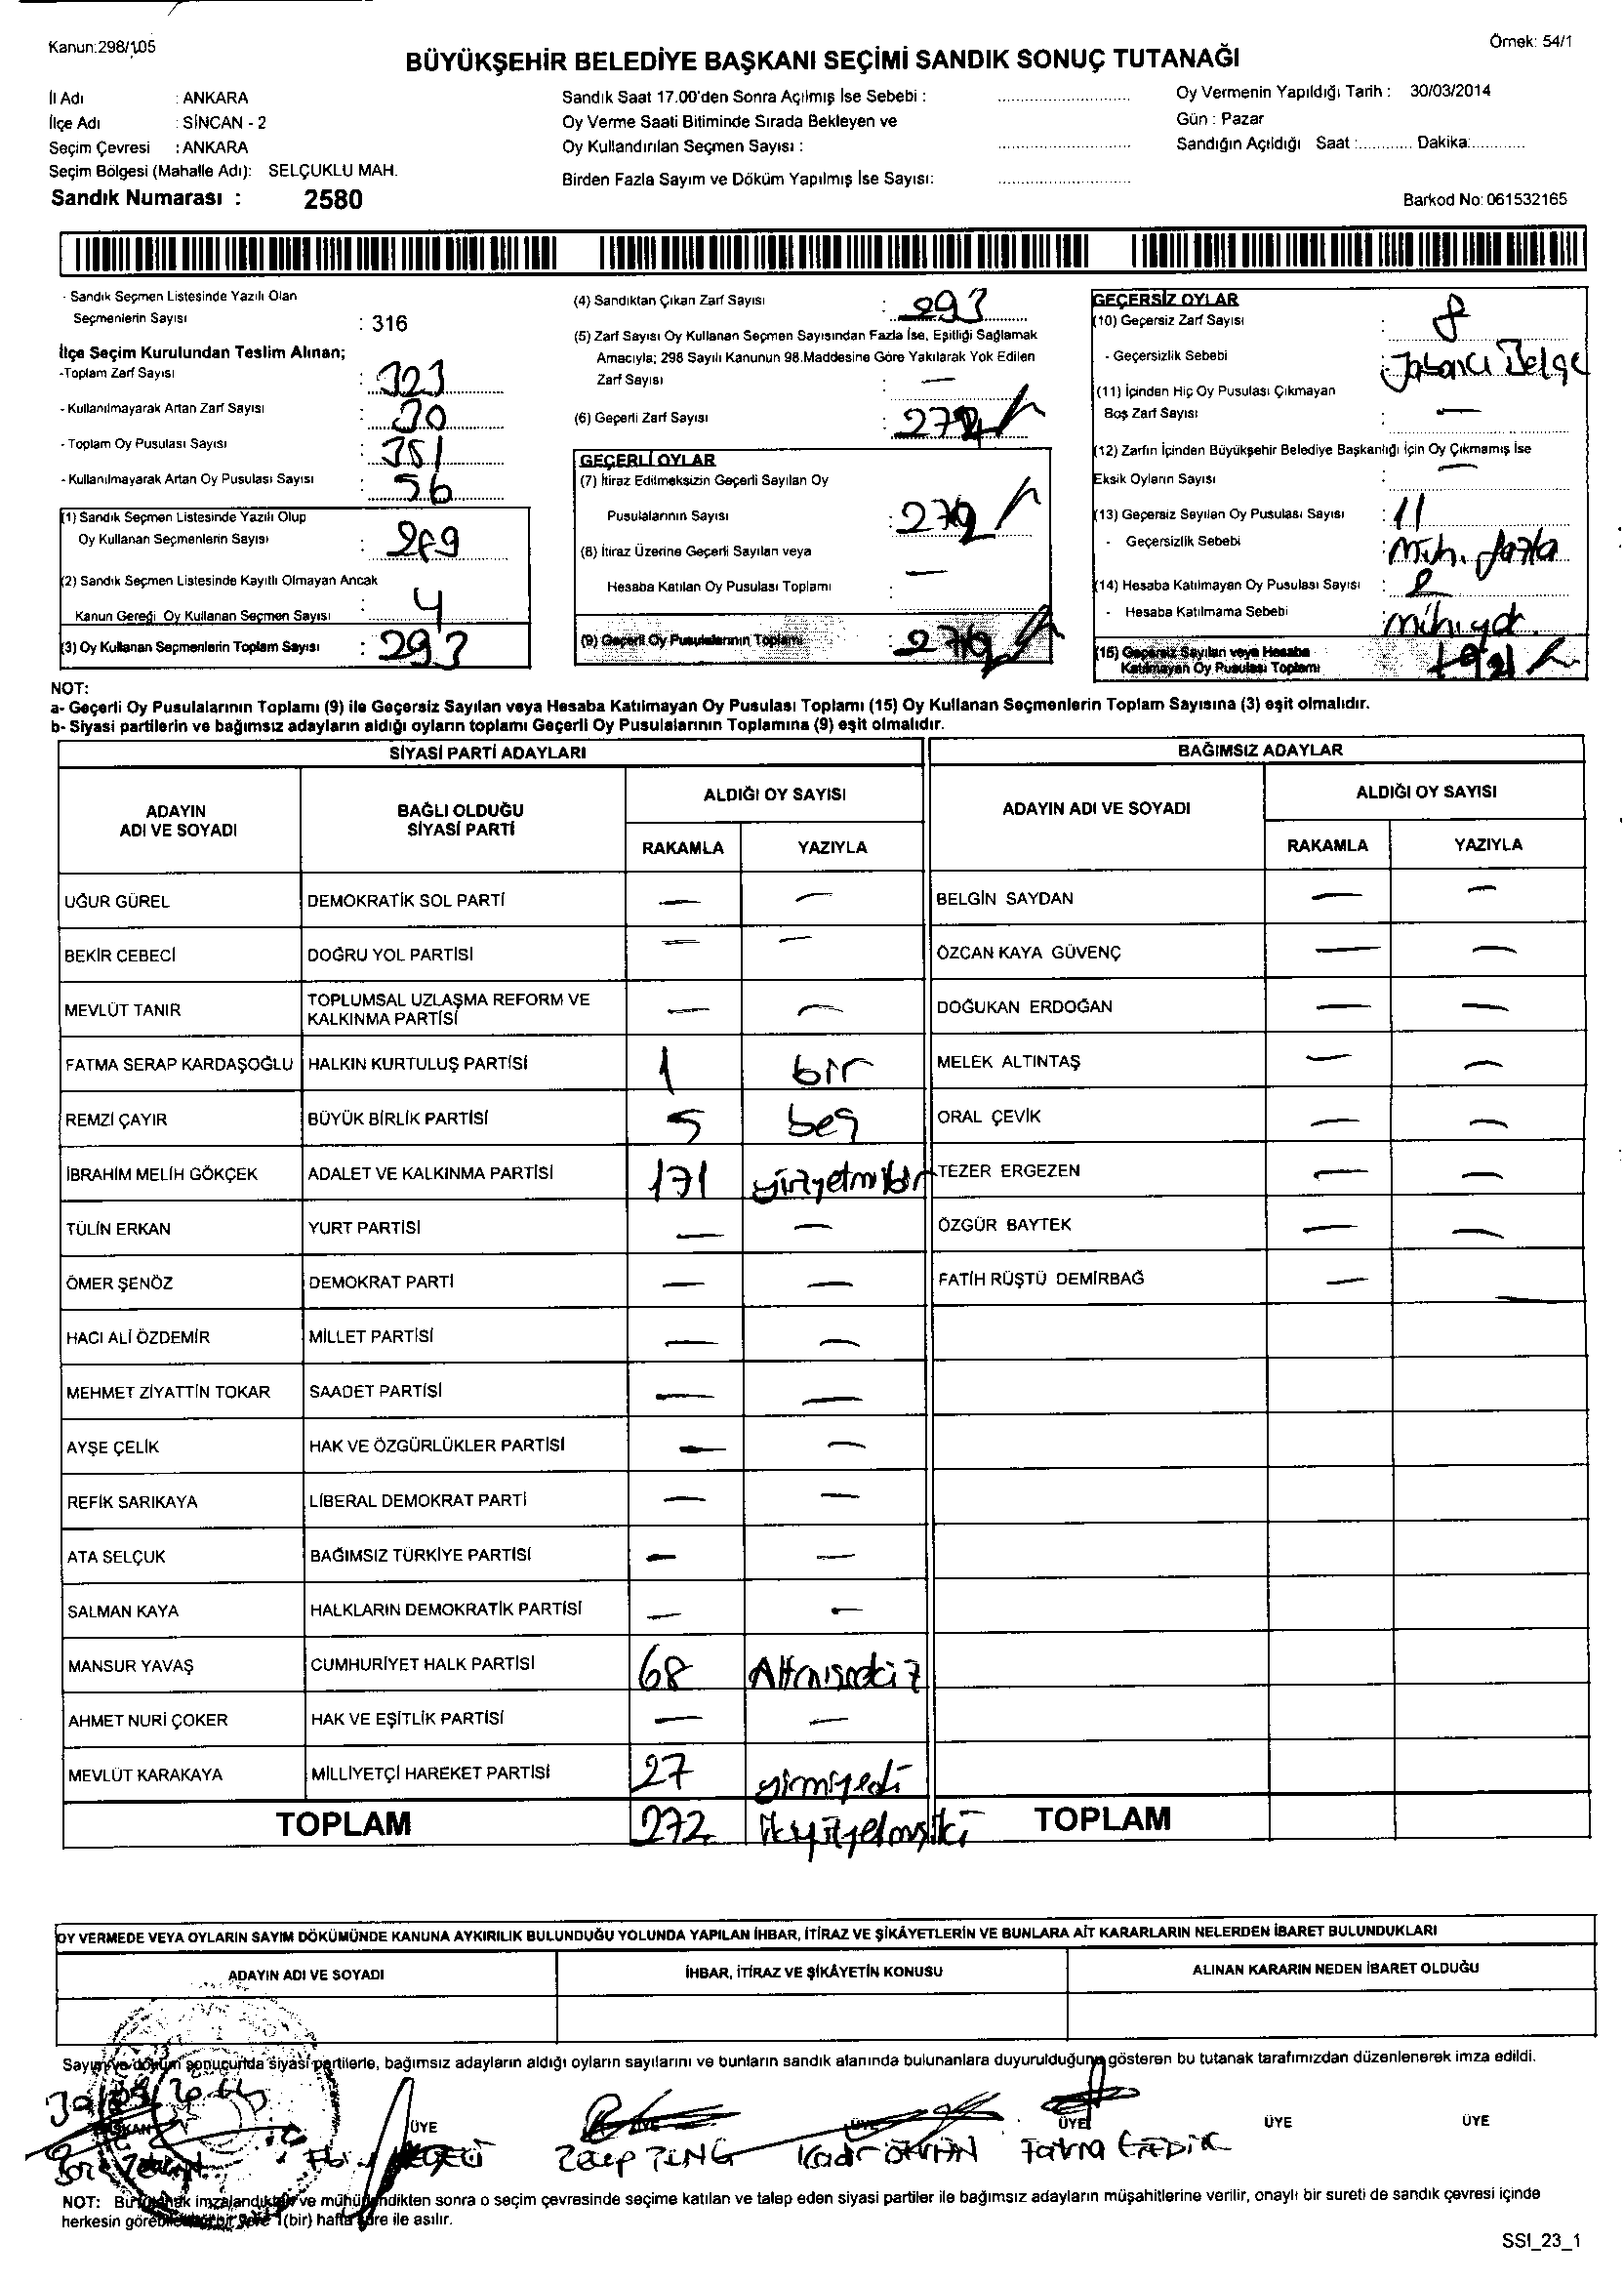 Kanun:298/105
Örnek: 54/1
BÜYÜKŞEHİR BELEDİYE BAŞKANI SEÇİMİ SANDIK SONUÇ TUTANAĞI
İl Adı : ANKARA
İlçe Adı : SİNCAN - 2
Seçim Çevresi : ANKARA
Seçim Bölgesi (Mahalle Adı): SELÇUKLU MAH.
Sandık Numarası : 2580
Sandık Saat 17.00'den Sonra Açılmış İse Sebebi :
Oy Verme Saati Bitiminde Sırada Bekleyen ve
Oy Kullandırılan Seçmen Sayısı :
Birden Fazla Sayım ve Döküm Yapılmış İse Sayısı:
Oy Vermenin Yapıldığı Tarih : 30/03/2014
Gün : Pazar
Sandığın Açıldığı Saat :............ Dakika:............
Barkod No: 061532165
- Sandık Seçmen Listesinde Yazılı Olan
Seçmenlerin Sayısı : 316
İlçe Seçim Kurulundan Teslim Alınan;
-Toplam Zarf Sayısı : 323
- Kullanılmayarak Artan Zarf Sayısı : 30
- Toplam Oy Pusulası Sayısı : 351
- Kullanılmayarak Artan Oy Pusulası Sayısı : 56
(1) Sandık Seçmen Listesinde Yazılı Olup
Oy Kullanan Seçmenlerin Sayısı : 289
(2) Sandık Seçmen Listesinde Kayıtlı Olmayan Ancak
Kanun Gereği Oy Kullanan Seçmen Sayısı : 4
(3) Oy Kullanan Seçmenlerin Toplam Sayısı : 293
(4) Sandıktan Çıkan Zarf Sayısı : 293
(5) Zarf Sayısı Oy Kullanan Seçmen Sayısından Fazla İse, Eşitliği Sağlamak
Amacıyla; 298 Sayılı Kanunun 98.Maddesine Göre Yakılarak Yok Edilen
Zarf Sayısı : —
(6) Geçerli Zarf Sayısı :
GEÇERLİ OYLAR
(7) İtiraz Edilmeksizin Geçerli Sayılan Oy
Pusulalarının Sayısı :
(8) İtiraz Üzerine Geçerli Sayılan veya
Hesaba Katılan Oy Pusulası Toplamı : —
(9) Geçerli Oy Pusulalarının Toplamı :
GEÇERSİZ OYLAR
(10) Geçersiz Zarf Sayısı : 8
- Geçersizlik Sebebi :
(11) İçinden Hiç Oy Pusulası Çıkmayan
Boş Zarf Sayısı : —
(12) Zarfın İçinden Büyükşehir Belediye Başkanlığı İçin Oy Çıkmamış İse
Eksik Oyların Sayısı : —
(13) Geçersiz Sayılan Oy Pusulası Sayısı : 11
- Geçersizlik Sebebi : Müh. fazla
(14) Hesaba Katılmayan Oy Pusulası Sayısı : 2
- Hesaba Katılmama Sebebi :
(15) Geçersiz Sayılan veya Hesaba
Katılmayan Oy Pusulası Toplamı :
NOT:
a- Geçerli Oy Pusulalarının Toplamı (9) ile Geçersiz Sayılan veya Hesaba Katılmayan Oy Pusulası Toplamı (15) Oy Kullanan Seçmenlerin Toplam Sayısına (3) eşit olmalıdır.
b- Siyasi partilerin ve bağımsız adayların aldığı oyların toplamı Geçerli Oy Pusulalarının Toplamına (9) eşit olmalıdır.
SİYASİ PARTİ ADAYLARI
ADAYIN ADI VE SOYADI BAĞLI OLDUĞU SİYASİ PARTİ ALDIĞI OY SAYISI
RAKAMLA YAZIYLA
UĞUR GÜREL DEMOKRATİK SOL PARTİ — —
BEKİR CEBECİ DOĞRU YOL PARTİSİ — —
MEVLÜT TANIR TOPLUMSAL UZLAŞMA REFORM VE KALKINMA PARTİSİ — —
FATMA SERAP KARDAŞOĞLU HALKIN KURTULUŞ PARTİSİ 1 bir
REMZİ ÇAYIR BÜYÜK BİRLİK PARTİSİ 5 beş
İBRAHİM MELİH GÖKÇEK ADALET VE KALKINMA PARTİSİ 171 yüzyetmişbir
TÜLİN ERKAN YURT PARTİSİ — —
ÖMER ŞENÖZ DEMOKRAT PARTİ — —
HACI ALİ ÖZDEMİR MİLLET PARTİSİ — —
MEHMET ZİYATTİN TOKAR SAADET PARTİSİ — —
AYŞE ÇELİK HAK VE ÖZGÜRLÜKLER PARTİSİ — —
REFİK SARIKAYA LİBERAL DEMOKRAT PARTİ — —
ATA SELÇUK BAĞIMSIZ TÜRKİYE PARTİSİ — —
SALMAN KAYA HALKLARIN DEMOKRATİK PARTİSİ — —
MANSUR YAVAŞ CUMHURİYET HALK PARTİSİ 68 Altmışsekiz
AHMET NURİ ÇOKER HAK VE EŞİTLİK PARTİSİ — —
MEVLÜT KARAKAYA MİLLİYETÇİ HAREKET PARTİSİ 27 yirmiyedi
TOPLAM 272 ikiyüzyetmişiki
BAĞIMSIZ ADAYLAR
ADAYIN ADI VE SOYADI ALDIĞI OY SAYISI
RAKAMLA YAZIYLA
BELGİN SAYDAN — —
ÖZCAN KAYA GÜVENÇ — —
DOĞUKAN ERDOĞAN — —
MELEK ALTINTAŞ — —
ORAL ÇEVİK — —
TEZER ERGEZEN — —
ÖZGÜR BAYTEK — —
FATİH RÜŞTÜ DEMİRBAĞ — —
TOPLAM
OY VERMEDE VEYA OYLARIN SAYIM DÖKÜMÜNDE KANUNA AYKIRILIK BULUNDUĞU YOLUNDA YAPILAN İHBAR, İTİRAZ VE ŞİKÂYETLERİN VE BUNLARA AİT KARARLARIN NELERDEN İBARET BULUNDUKLARI
ADAYIN ADI VE SOYADI İHBAR, İTİRAZ VE ŞİKÂYETİN KONUSU ALINAN KARARIN NEDEN İBARET OLDUĞU
Sayım ve döküm sonucunda siyasi partilerle, bağımsız adayların aldığı oyların sayılarını ve bunların sandık alanında bulunanlara duyurulduğunu gösteren bu tutanak tarafımızdan düzenlenerek imza edildi.
BAŞKAN ÜYE ÜYE ÜYE ÜYE ÜYE ÜYE
NOT: Bu tutanak imzalandıktan ve mühürlendikten sonra o seçim çevresinde seçime katılan ve talep eden siyasi partiler ile bağımsız adayların müşahitlerine verilir, onaylı bir sureti de sandık çevresi içinde
herkesin görebileceği bir yere 1(bir) hafta süre ile asılır.
SSI_23_1